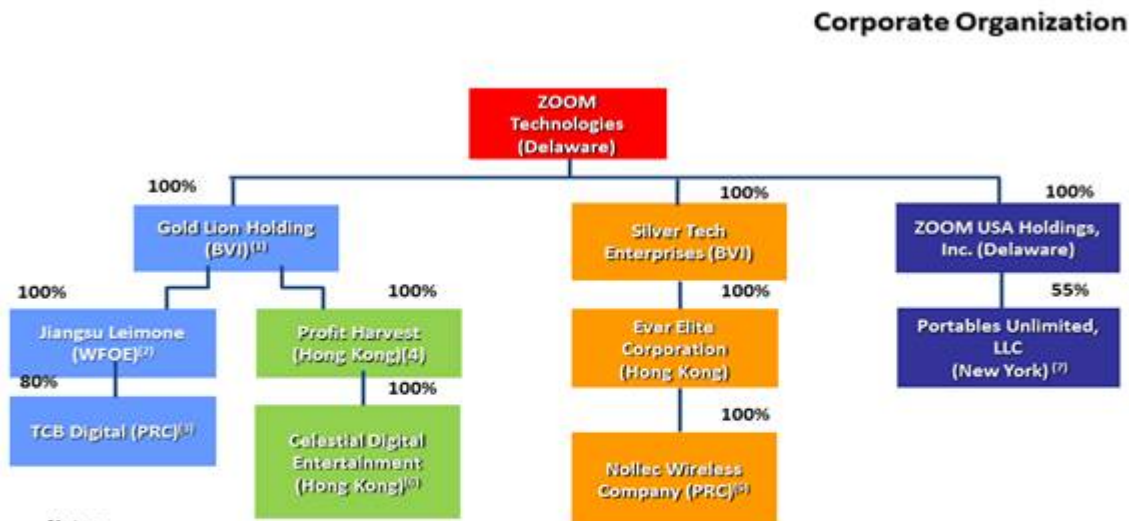 Corporate Organization
ZOOM
Technologies
(Delaware)
100%
100%
100%
Gold Lion Holding
(BVI) (1)
Silver Tech
Enterprises (BVI)
ZOOM USA Holdings,
Inc. (Delaware)
100%
100%
100%
55%
Jiangsu Leimone
(WFOE)(2)
Profit Harvest
(Hong Kong)(4)
Ever Elite
Corporation
(Hong Kong)
Portables Unlimited,
LLC
(New York) (7)
80%
100%
100%
TCB Digital (PRC)(3)
Celestial Digital
Entertainment
(Hong Kong)(6)
Nollec Wireless
Company (PRC)(5)